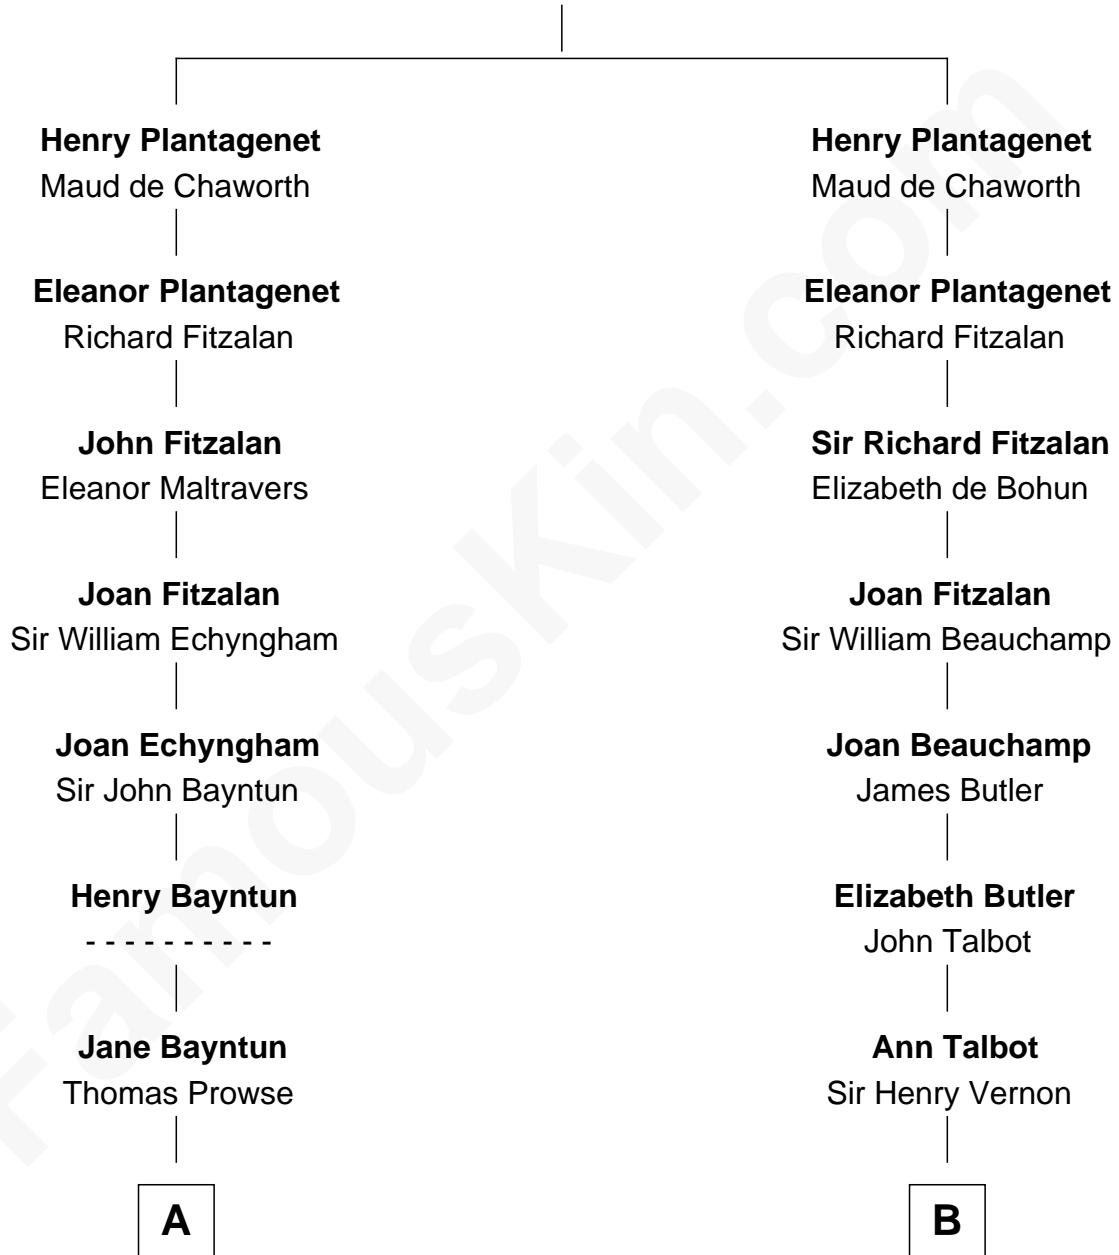 Henry Plantagenet
Maud de Chaworth
Eleanor Plantagenet
Richard Fitzalan
John Fitzalan
Eleanor Maltravers
Joan Fitzalan
Sir William Echyngham
Joan Echyngham
Sir John Bayntun
Henry Bayntun
- - - - - - - - - -
Jane Bayntun
Thomas Prowse
A
Henry Plantagenet
Maud de Chaworth
Eleanor Plantagenet
Richard Fitzalan
Sir Richard Fitzalan
Elizabeth de Bohun
Joan Fitzalan
Sir William Beauchamp
Joan Beauchamp
James Butler
Elizabeth Butler
John Talbot
Ann Talbot
Sir Henry Vernon
B
FamousKin.com